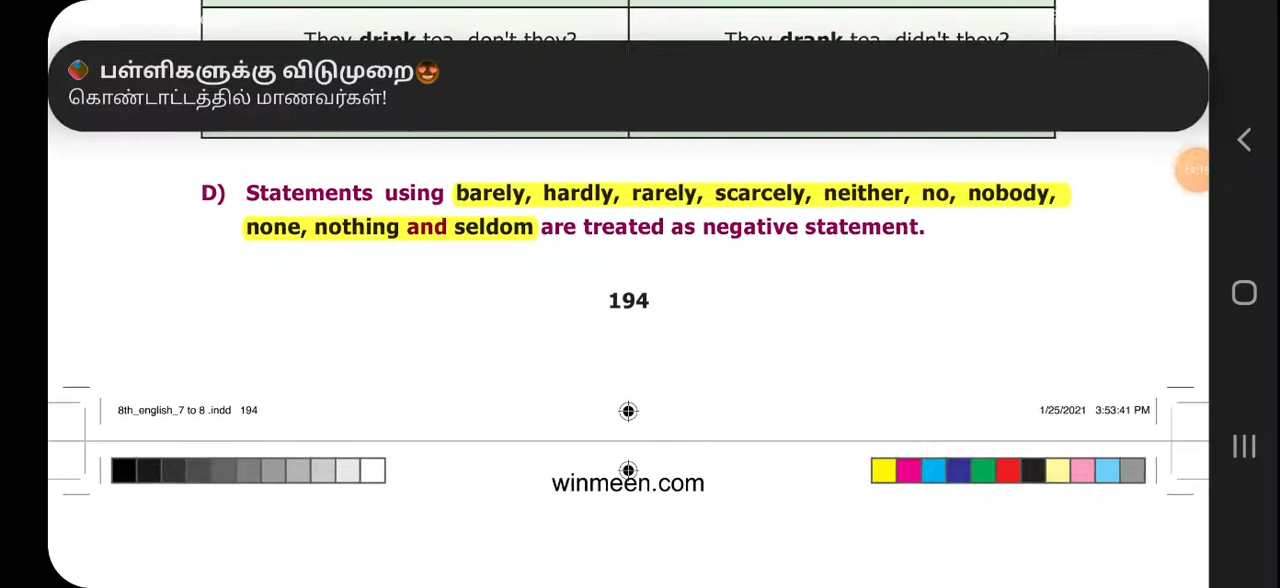 They drink tea, don't they? They drank tea, didn't they?
பள்ளிகளுக்கு விடுமுறை
கொண்டாட்டத்தில் மாணவர்கள்!
D) Statements using barely, hardly, rarely, scarcely, neither, no, nobody,
none, nothing and seldom are treated as negative statement.
194
8th_english_7 to 8 .indd 194 1/25/2021 3:53:41 PM
winmeen.com